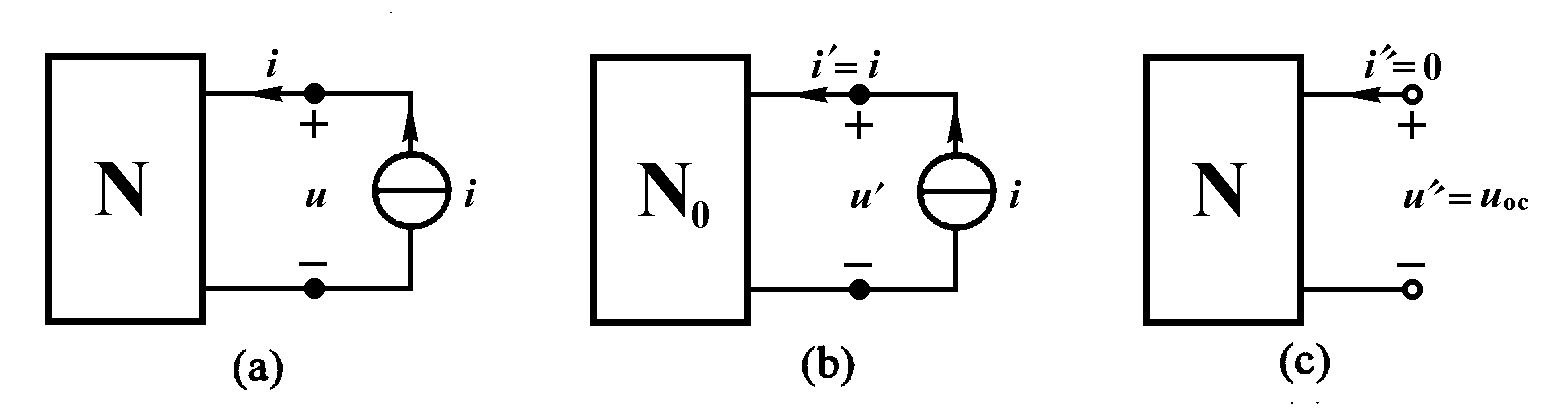 i
+
N
u
i
−
(a)
i′= i
+
N₀
u′
i
−
(b)
i″= 0
+
N
u″= uoc
−
(c)